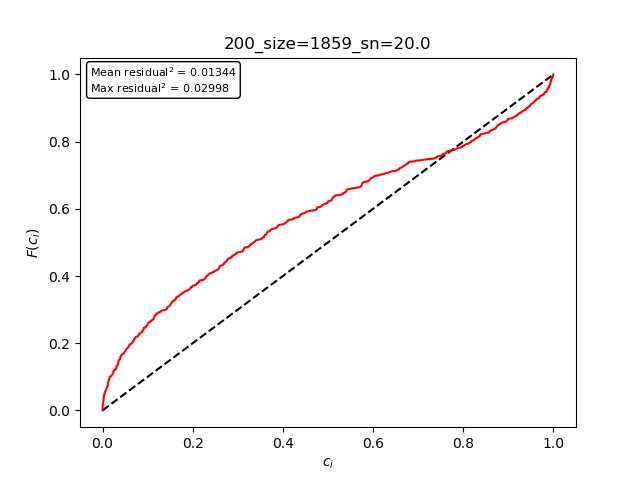 200_size=1859_sn=20.0
Mean residual² = 0.01344
Max residual² = 0.02998
1.0
0.8
0.6
0.4
0.2
0.0
F(cᵢ)
0.0 0.2 0.4 0.6 0.8 1.0
cᵢ